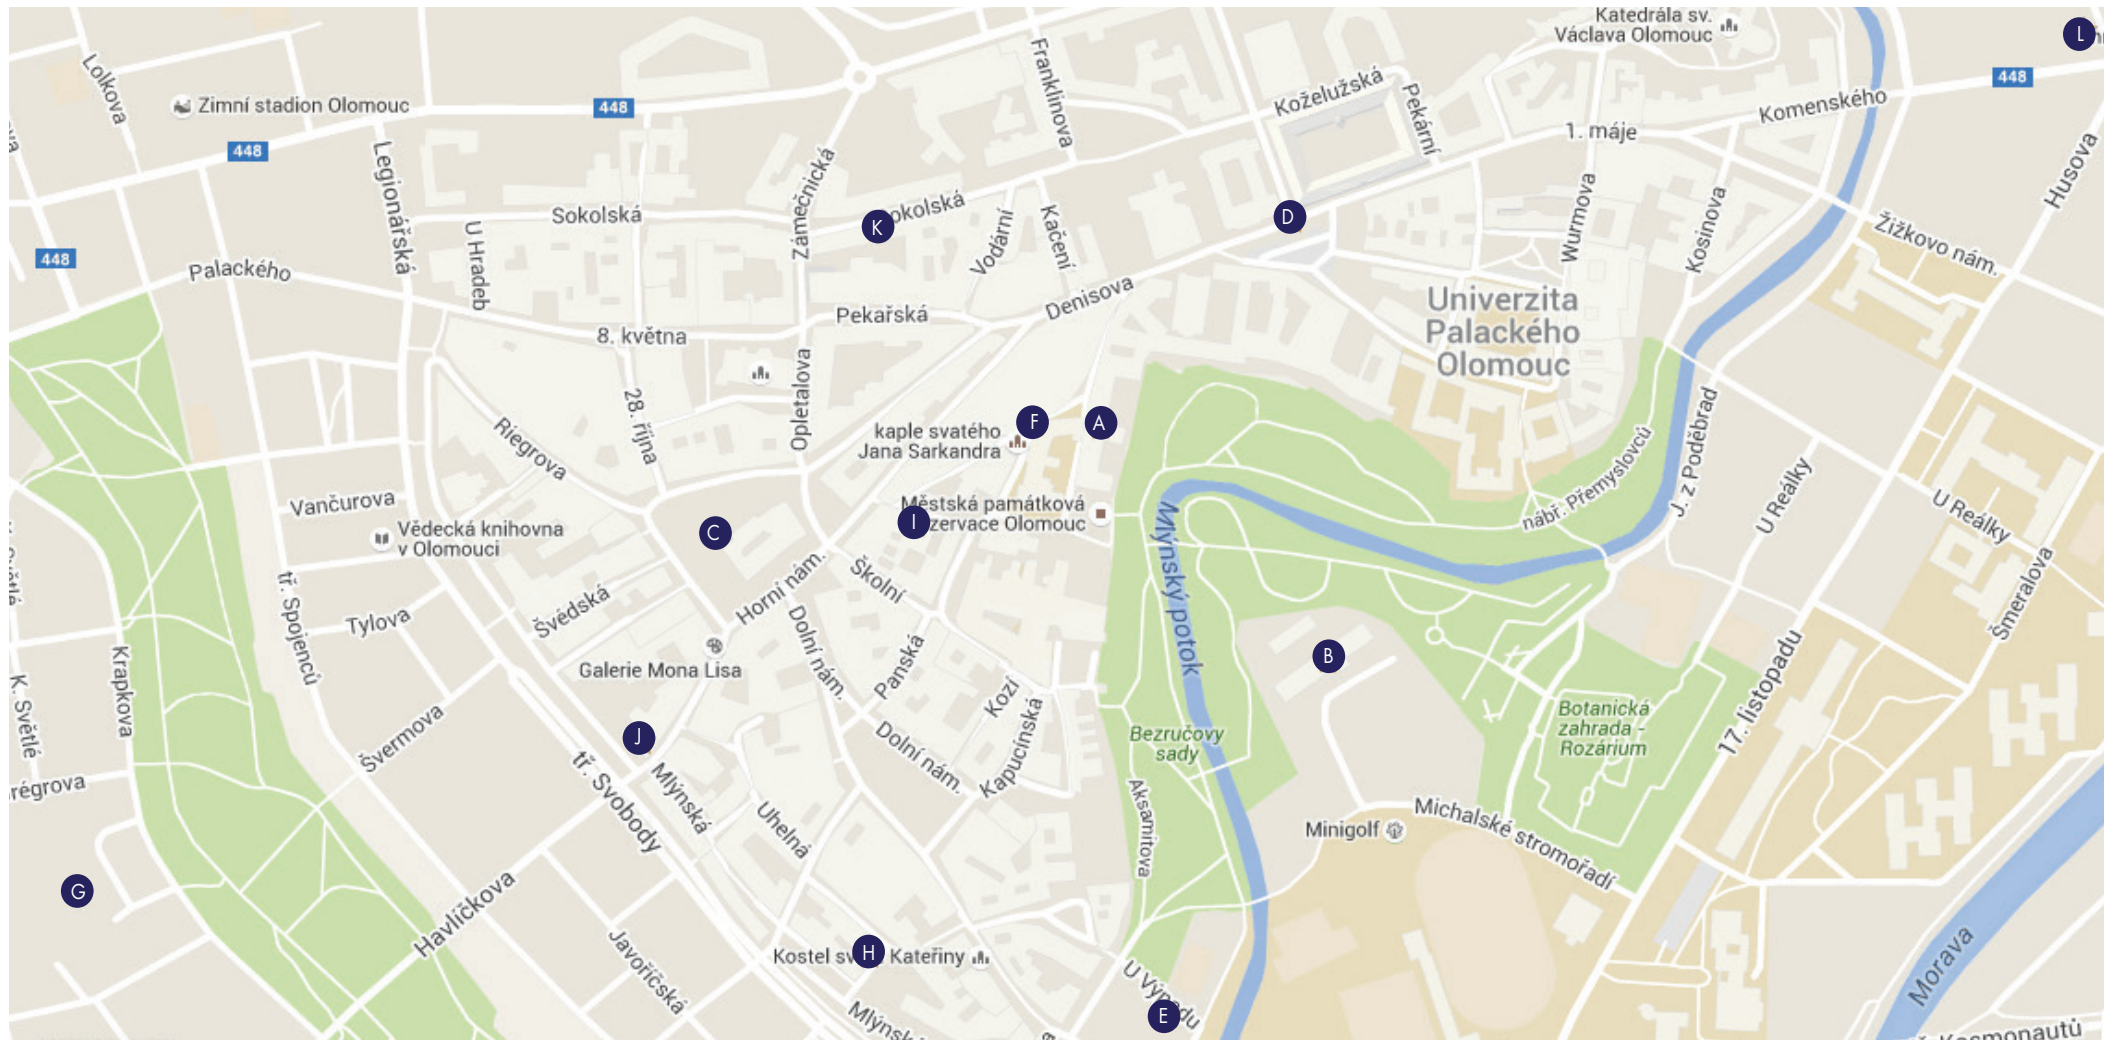 Katedrála sv.
Václava Olomouc
L
Lolkova
Zimní stadion Olomouc
448
448
448
448
Franklinova
Koželužská
Pekární
Komenského
1. máje
Husova
Legionářská
Zámečnická
Sokolská
U Hradeb
K
okolská
Vodární
Kačení
D
Wurmova
Kosinova
Žižkovo nám.
Palackého
Denisova
Pekařská
8. května
Univerzita
Palackého
Olomouc
Opletalova
28. října
Riegrova
F
A
kaple svatého
Jana Sarkandra
J. z Poděbrad
nábř. Přemyslovců
U Reálky
U Reálky
Vančurova
Vědecká knihovna
v Olomouci
C
I
Městská památková
zervace Olomouc
Mlýnský potok
Školní
Horní nám.
Švédská
Tylova
tř. Spojenců
Krapkova
K. Světlé
Šmeralova
Dolní nám.
Panská
Galerie Mona Lisa
B
Kozí
Kapucínská
Dolní nám.
Bezručovy
sady
Botanická
zahrada -
Rozárium
17. listopadu
Švermova
J
tř. Svobody
Mlýnská
Uhelná
Aksamitova
Minigolf
Michalské stromořadí
régrova
G
Havlíčkova
Javoříčská
Kostel sv.
H
Kateřiny
U Výpadu
E
Mlýnsk
Morava
Kosmonautů